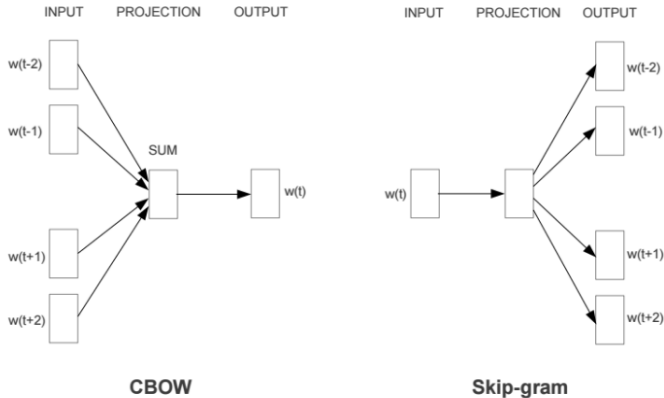 INPUT PROJECTION OUTPUT
w(t-2)
w(t-1)
SUM
w(t)
w(t+1)
w(t+2)
CBOW
INPUT PROJECTION OUTPUT
w(t-2)
w(t-1)
w(t)
w(t+1)
w(t+2)
Skip-gram